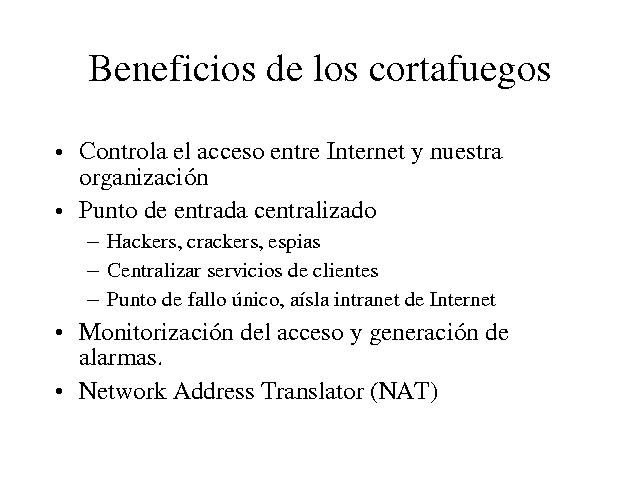 Beneficios de los cortafuegos
• Controla el acceso entre Internet y nuestra
organización
• Punto de entrada centralizado
– Hackers, crackers, espias
– Centralizar servicios de clientes
– Punto de fallo único, aísla intranet de Internet
• Monitorización del acceso y generación de
alarmas.
• Network Address Translator (NAT)